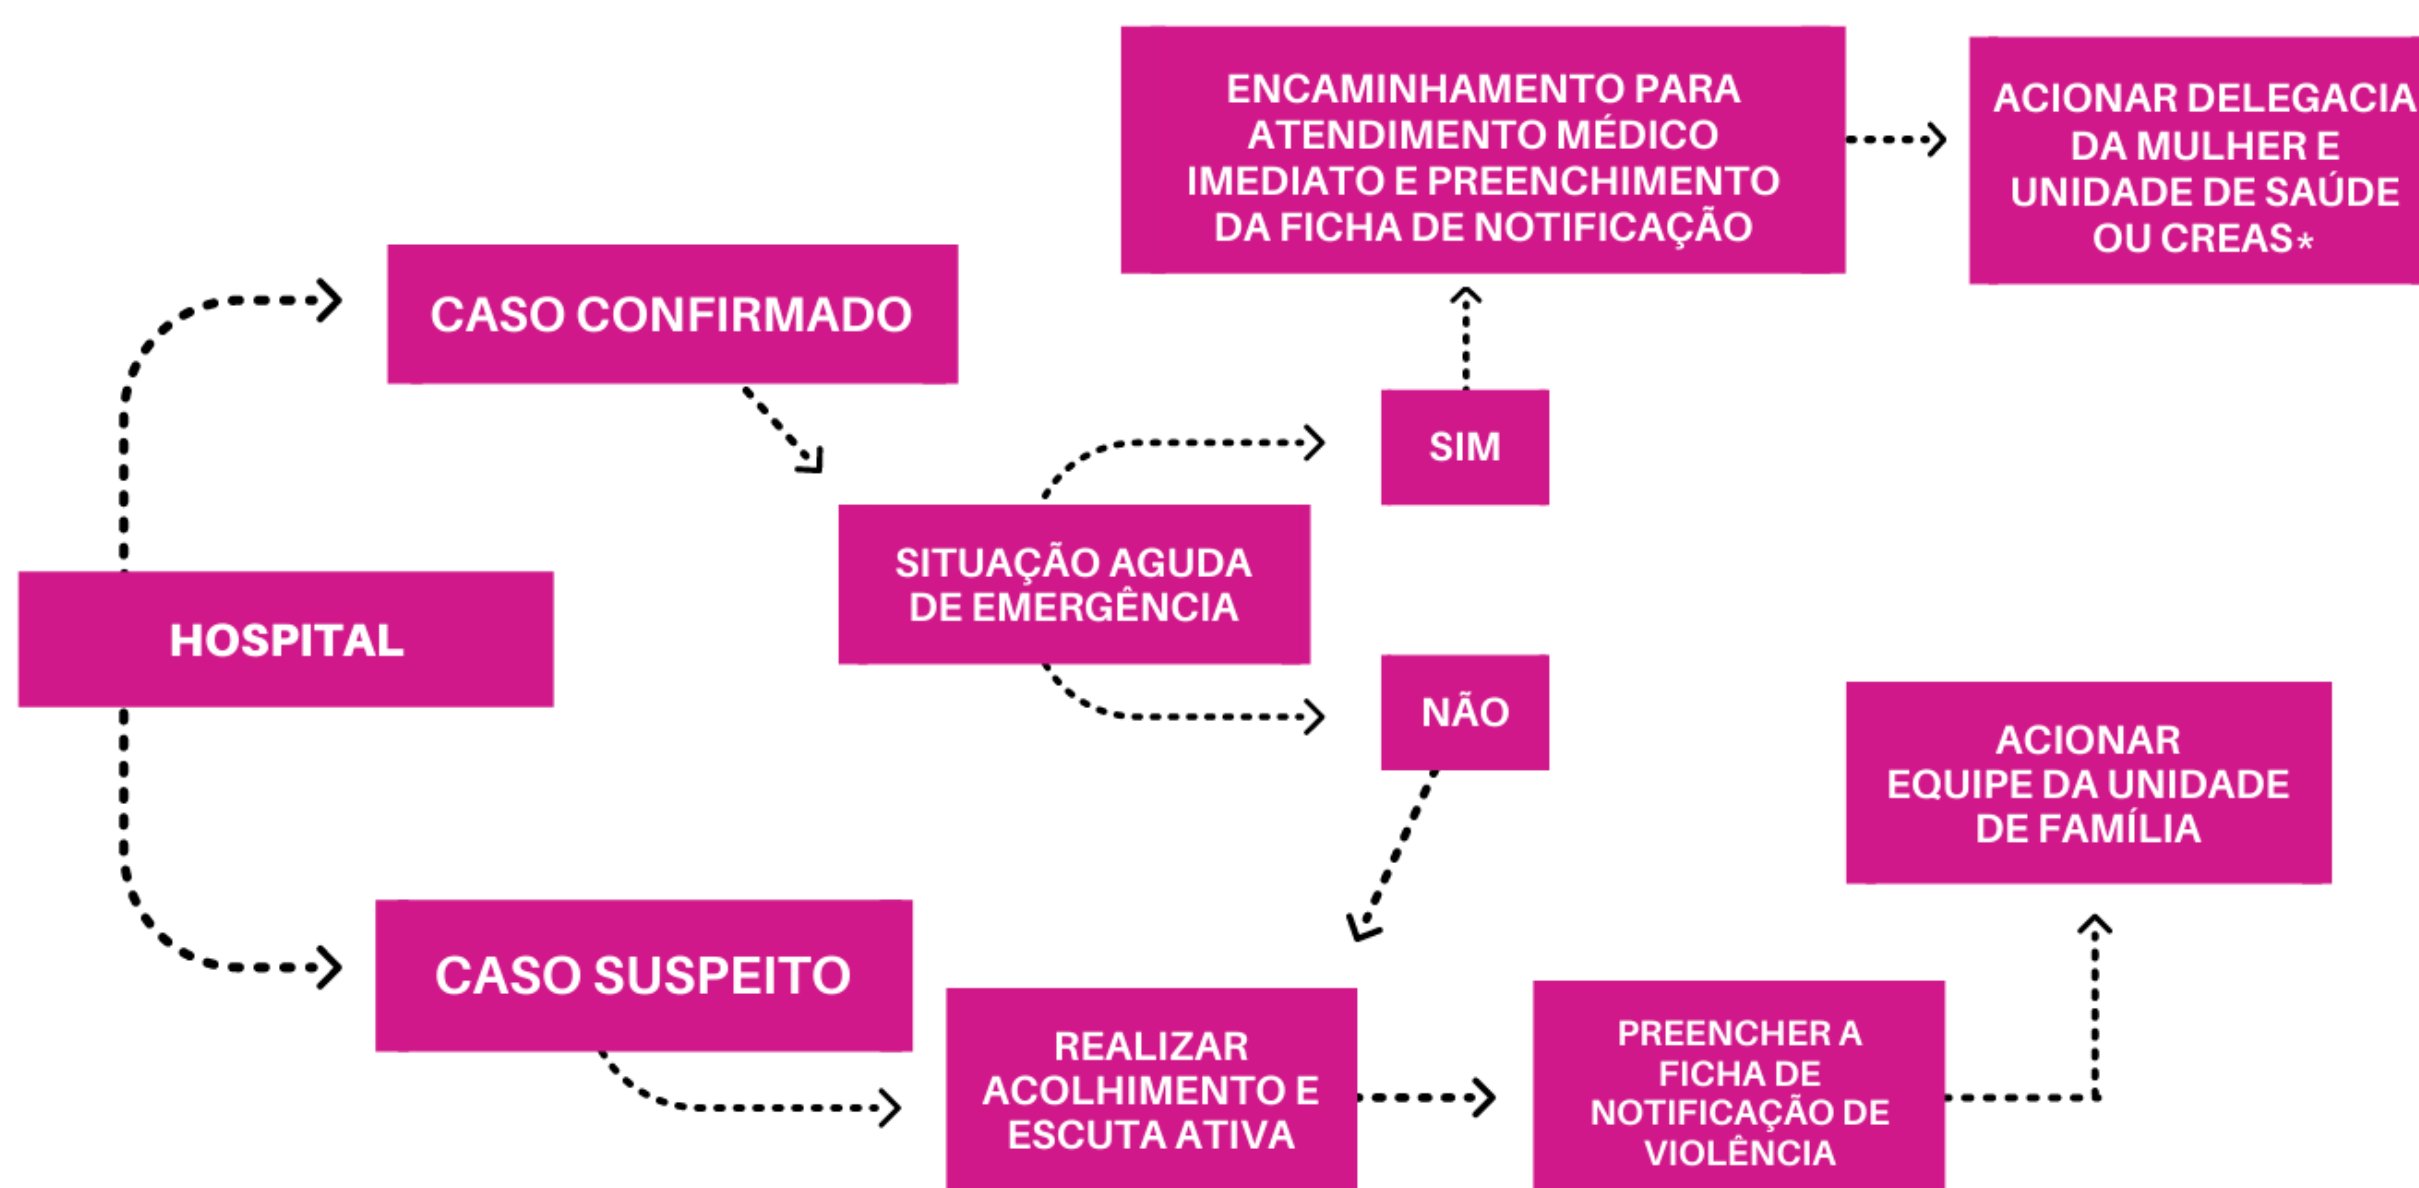 ENCAMINHAMENTO PARA
ATENDIMENTO MÉDICO
IMEDIATO E PREENCHIMENTO
DA FICHA DE NOTIFICAÇÃO
ACIONAR DELEGACIA
DA MULHER E
UNIDADE DE SAÚDE
OU CREAS*
CASO CONFIRMADO
SIM
SITUAÇÃO AGUDA
DE EMERGÊNCIA
HOSPITAL
NÃO
ACIONAR
EQUIPE DA UNIDADE
DE FAMÍLIA
CASO SUSPEITO
REALIZAR
ACOLHIMENTO E
ESCUTA ATIVA
PREENCHER A
FICHA DE
NOTIFICAÇÃO DE
VIOLÊNCIA